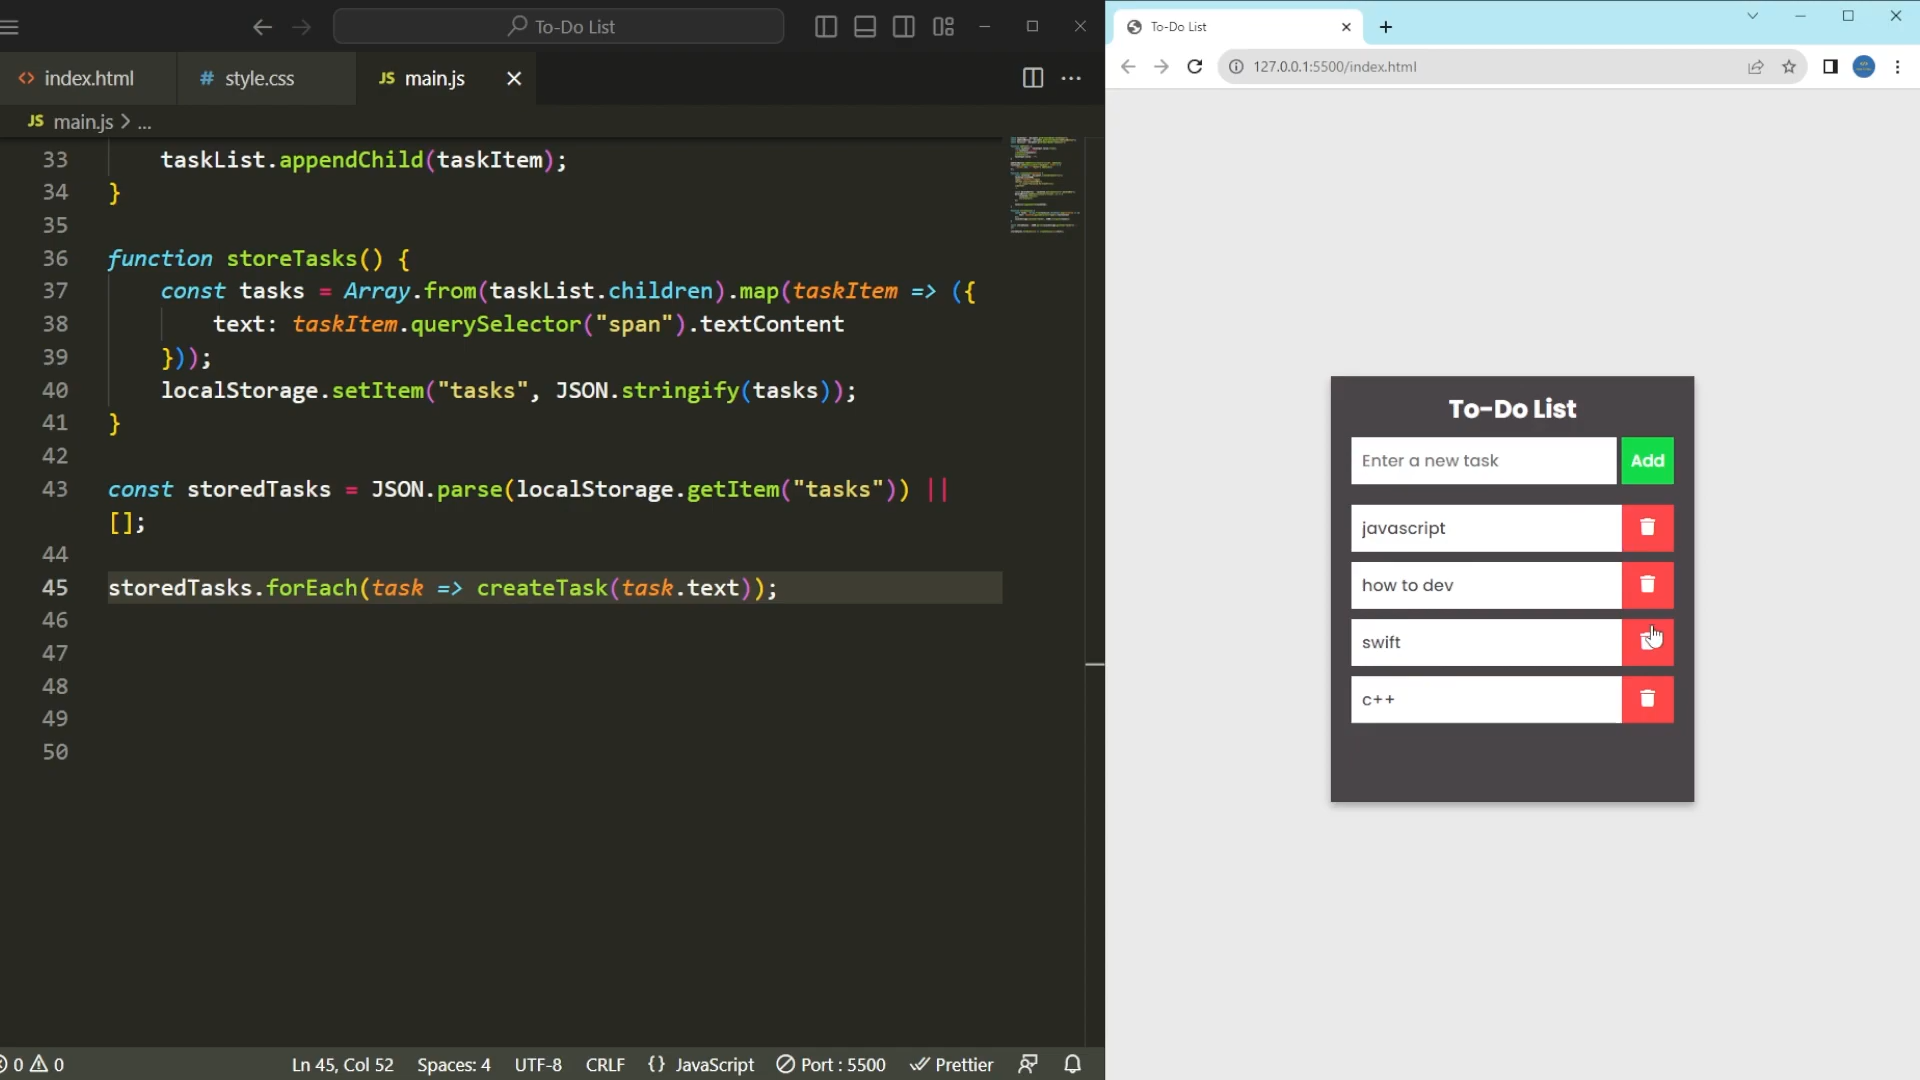 To-Do List
index.html
style.css
JS main.js
JS main.js > ...
33 taskList.appendChild(taskItem);
34 }
35
36 function storeTasks() {
37 const tasks = Array.from(taskList.children).map(taskItem => ({
38 text: taskItem.querySelector("span").textContent
39 }));
40 localStorage.setItem("tasks", JSON.stringify(tasks));
41 }
42
43 const storedTasks = JSON.parse(localStorage.getItem("tasks")) ||
[];
44
45 storedTasks.forEach(task => createTask(task.text));
46
47
48
49
50
0 0 Ln 45, Col 52 Spaces: 4 UTF-8 CRLF {} JavaScript Port : 5500 Prettier
To-Do List
127.0.0.1:5500/index.html
To-Do List
Enter a new task Add
javascript
how to dev
swift
c++